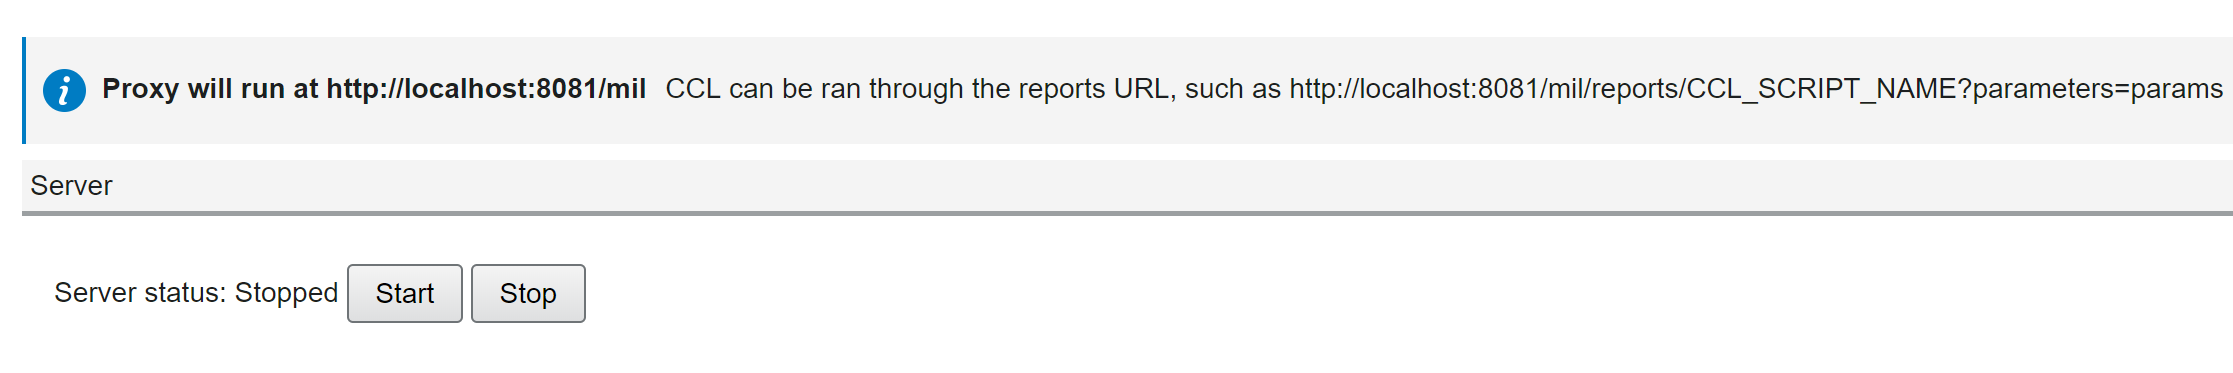 Proxy will run at http://localhost:8081/mil CCL can be ran through the reports URL, such as http://localhost:8081/mil/reports/CCL_SCRIPT_NAME?parameters=params
Server
Server status: Stopped Start Stop